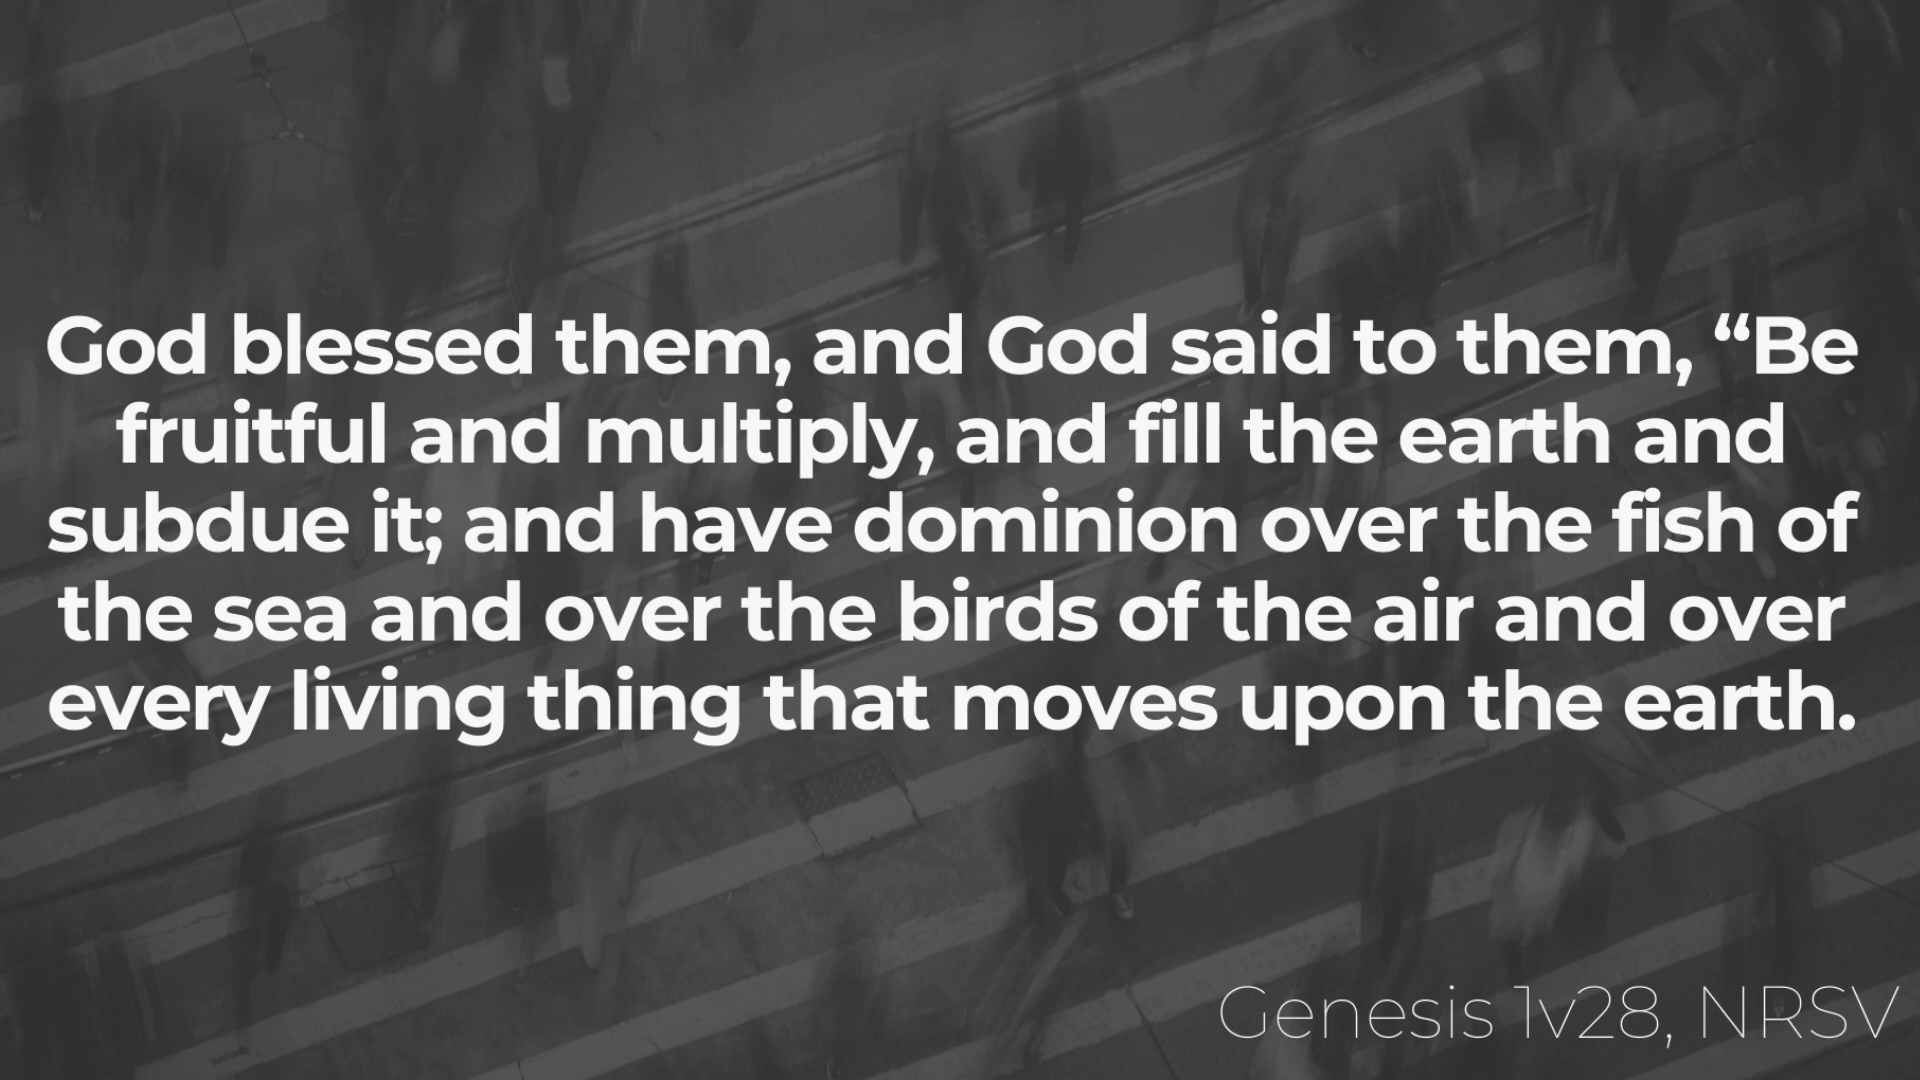 God blessed them, and God said to them, “Be
fruitful and multiply, and fill the earth and
subdue it; and have dominion over the fish of
the sea and over the birds of the air and over
every living thing that moves upon the earth.
Genesis 1v28, NRSV